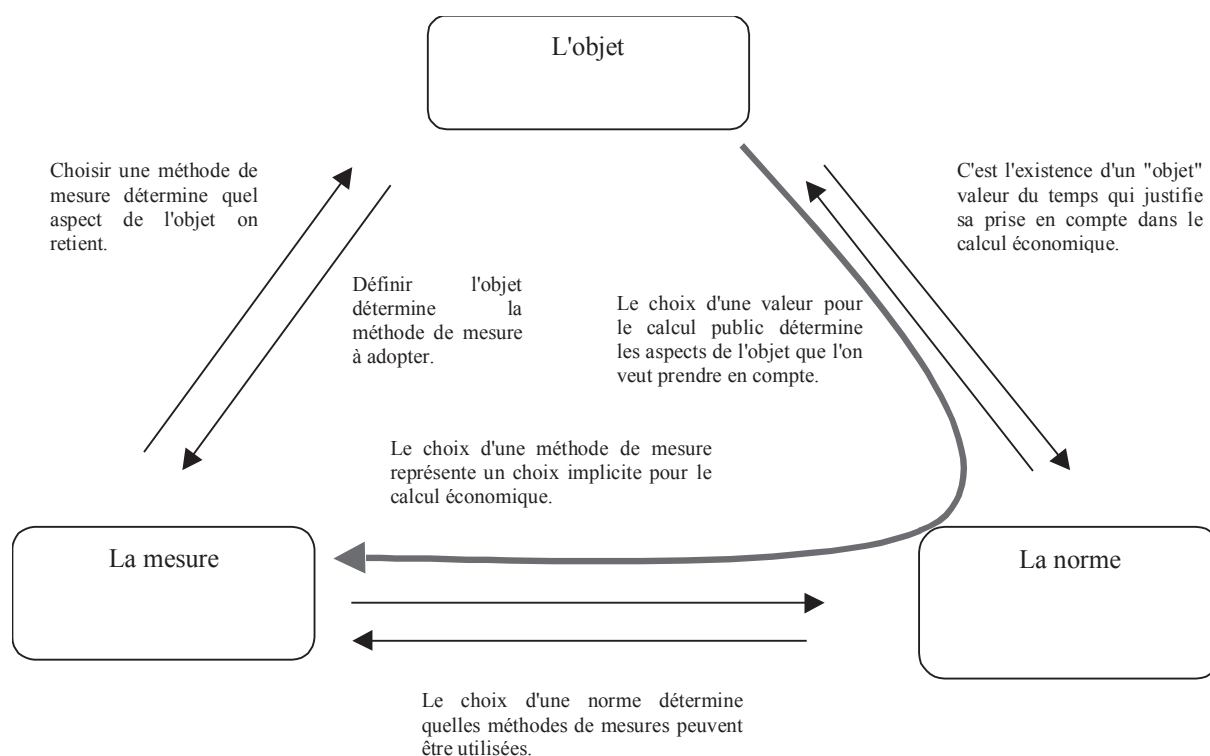 L'objet
Choisir une méthode de
mesure détermine quel
aspect de l'objet on
retient.
C'est l'existence d'un "objet"
valeur du temps qui justifie
sa prise en compte dans le
calcul économique.
Définir l'objet
détermine la
méthode de mesure
à adopter.
Le choix d'une valeur pour
le calcul public détermine
les aspects de l'objet que l'on
veut prendre en compte.
Le choix d'une méthode de mesure
représente un choix implicite pour le
calcul économique.
La mesure
La norme
Le choix d'une norme détermine
quelles méthodes de mesures peuvent
être utilisées.